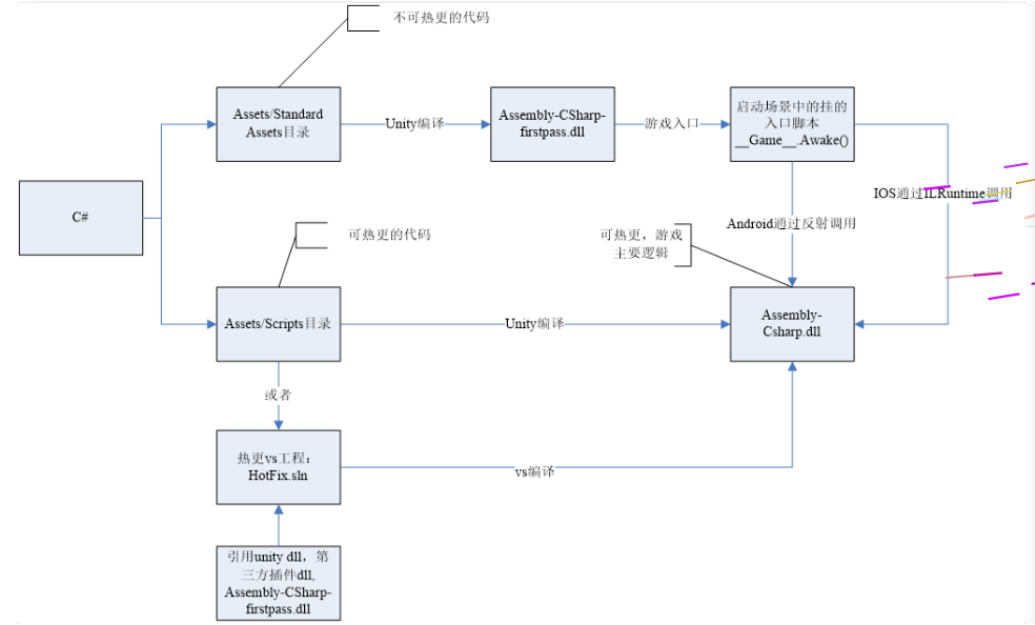 不可热更的代码
Assets/Standard
Assets目录
Unity编译
Assembly-CSharp-
firstpass.dll
游戏入口
启动场景中的挂的
入口脚本
__Game__.Awake()
C#
IOS通过ILRuntime调用
Android通过反射调用
可热更的代码
可热更，游戏
主要逻辑
Assets/Scripts目录
Unity编译
Assembly-
Csharp.dll
或者
热更vs工程：
HotFix.sln
vs编译
引用unity dll，第
三方插件dll,
Assembly-CSharp-
firstpass.dll